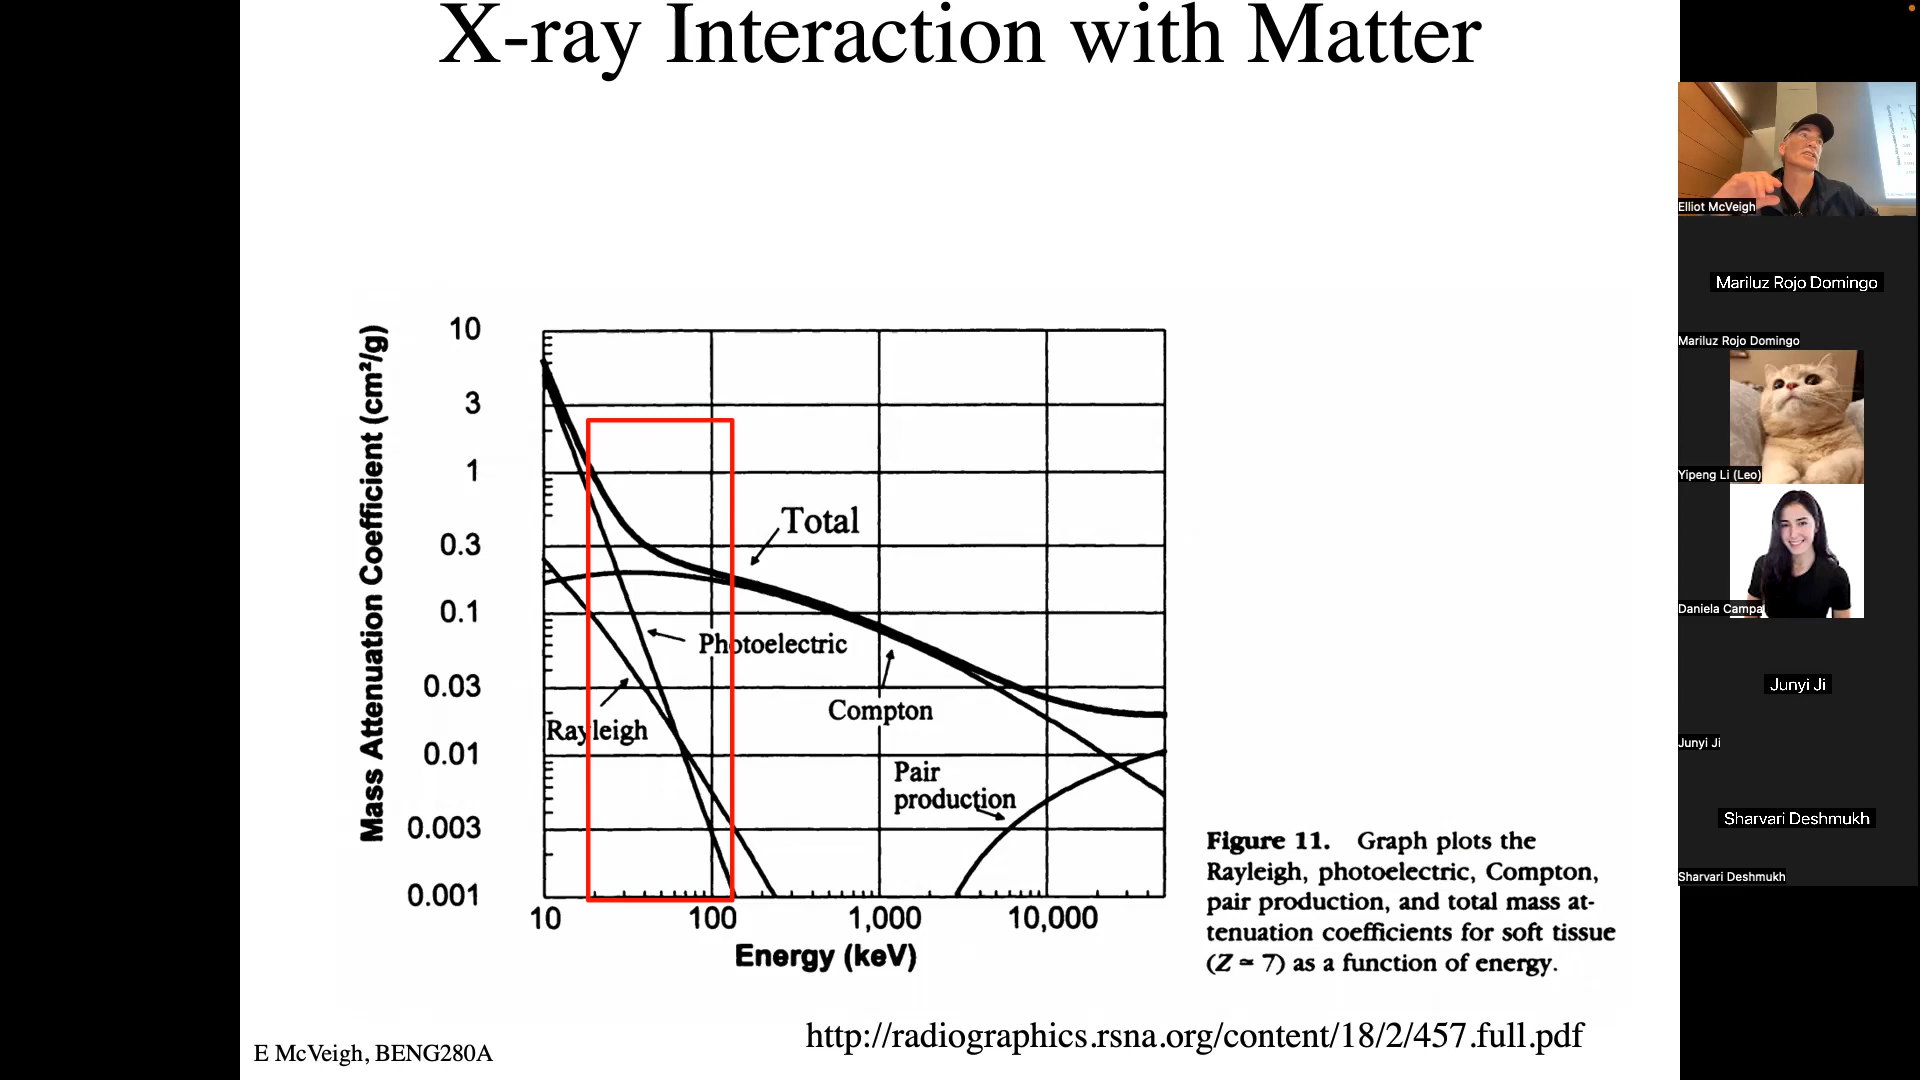 X-ray Interaction with Matter
Mass Attenuation Coefficient (cm²/g)
10
3
1
0.3
0.1
0.03
0.01
0.003
0.001
Total
Photoelectric
Rayleigh
Compton
Pair
production
10
100
1,000
10,000
Energy (keV)
Figure 11. Graph plots the
Rayleigh, photoelectric, Compton,
pair production, and total mass at-
tenuation coefficients for soft tissue
(Z ≃ 7) as a function of energy.
http://radiographics.rsna.org/content/18/2/457.full.pdf
E McVeigh, BENG280A
Elliot McVeigh
Mariluz Rojo Domingo
Mariluz Rojo Domingo
Yipeng Li (Leo)
Daniela Campa
Junyi Ji
Junyi Ji
Sharvari Deshmukh
Sharvari Deshmukh